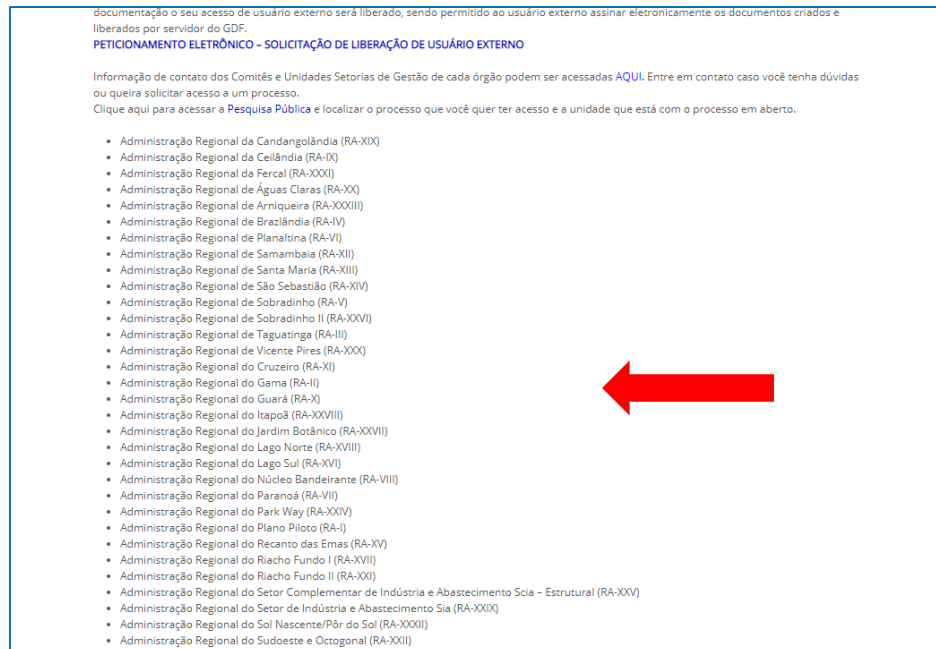 documentação o seu acesso de usuário externo será liberado, sendo permitido ao usuário externo assinar eletronicamente os documentos criados e
liberados por servidor do GDF.
PETICIONAMENTO ELETRÔNICO – SOLICITAÇÃO DE LIBERAÇÃO DE USUÁRIO EXTERNO
Informação de contato dos Comitês e Unidades Setorias de Gestão de cada órgão podem ser acessadas AQUI. Entre em contato caso você tenha dúvidas
ou queira solicitar acesso a um processo.
Clique aqui para acessar a Pesquisa Pública e localizar o processo que você quer ter acesso e a unidade que está com o processo em aberto.
• Administração Regional da Candangolândia (RA-XIX)
• Administração Regional da Ceilândia (RA-IX)
• Administração Regional da Fercal (RA-XXXI)
• Administração Regional de Águas Claras (RA-XX)
• Administração Regional de Arniqueira (RA-XXXIII)
• Administração Regional de Brazlândia (RA-IV)
• Administração Regional de Planaltina (RA-VI)
• Administração Regional de Samambaia (RA-XII)
• Administração Regional de Santa Maria (RA-XIII)
• Administração Regional de São Sebastião (RA-XIV)
• Administração Regional de Sobradinho (RA-V)
• Administração Regional de Sobradinho II (RA-XXVI)
• Administração Regional de Taguatinga (RA-III)
• Administração Regional de Vicente Pires (RA-XXX)
• Administração Regional do Cruzeiro (RA-XI)
• Administração Regional do Gama (RA-II)
• Administração Regional do Guará (RA-X)
• Administração Regional do Itapoã (RA-XXVIII)
• Administração Regional do Jardim Botânico (RA-XXVII)
• Administração Regional do Lago Norte (RA-XVIII)
• Administração Regional do Lago Sul (RA-XVI)
• Administração Regional do Núcleo Bandeirante (RA-VIII)
• Administração Regional do Paranoá (RA-VII)
• Administração Regional do Park Way (RA-XXIV)
• Administração Regional do Plano Piloto (RA-I)
• Administração Regional do Recanto das Emas (RA-XV)
• Administração Regional do Riacho Fundo I (RA-XVII)
• Administração Regional do Riacho Fundo II (RA-XXI)
• Administração Regional do Setor Complementar de Indústria e Abastecimento Scia – Estrutural (RA-XXV)
• Administração Regional do Setor de Indústria e Abastecimento Sia (RA-XXIX)
• Administração Regional do Sol Nascente/Pôr do Sol (RA-XXXII)
• Administração Regional do Sudoeste e Octogonal (RA-XXII)